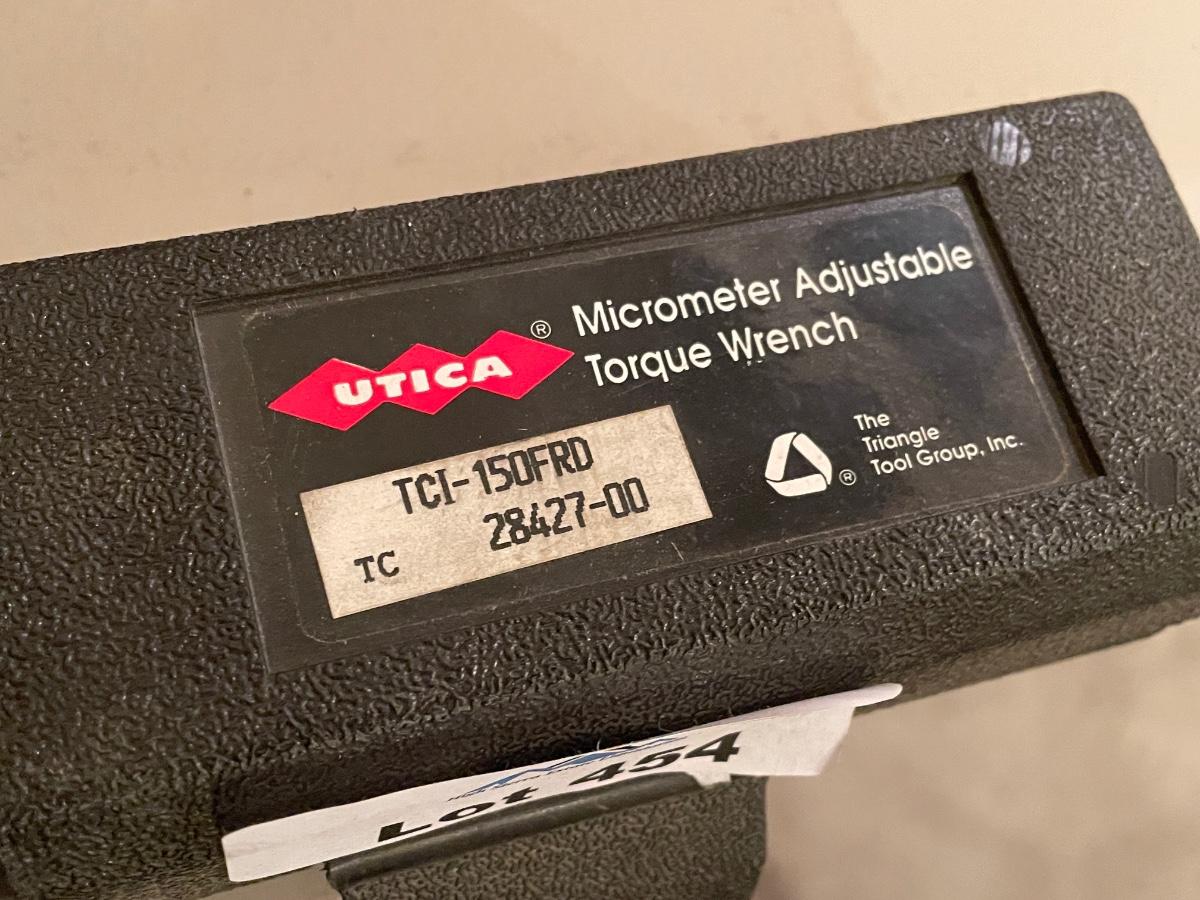 UTICA®
Micrometer Adjustable
Torque Wrench
TCI-150FRD
28427-00
TC
The
Triangle
Tool Group, Inc.
®
Lot 454